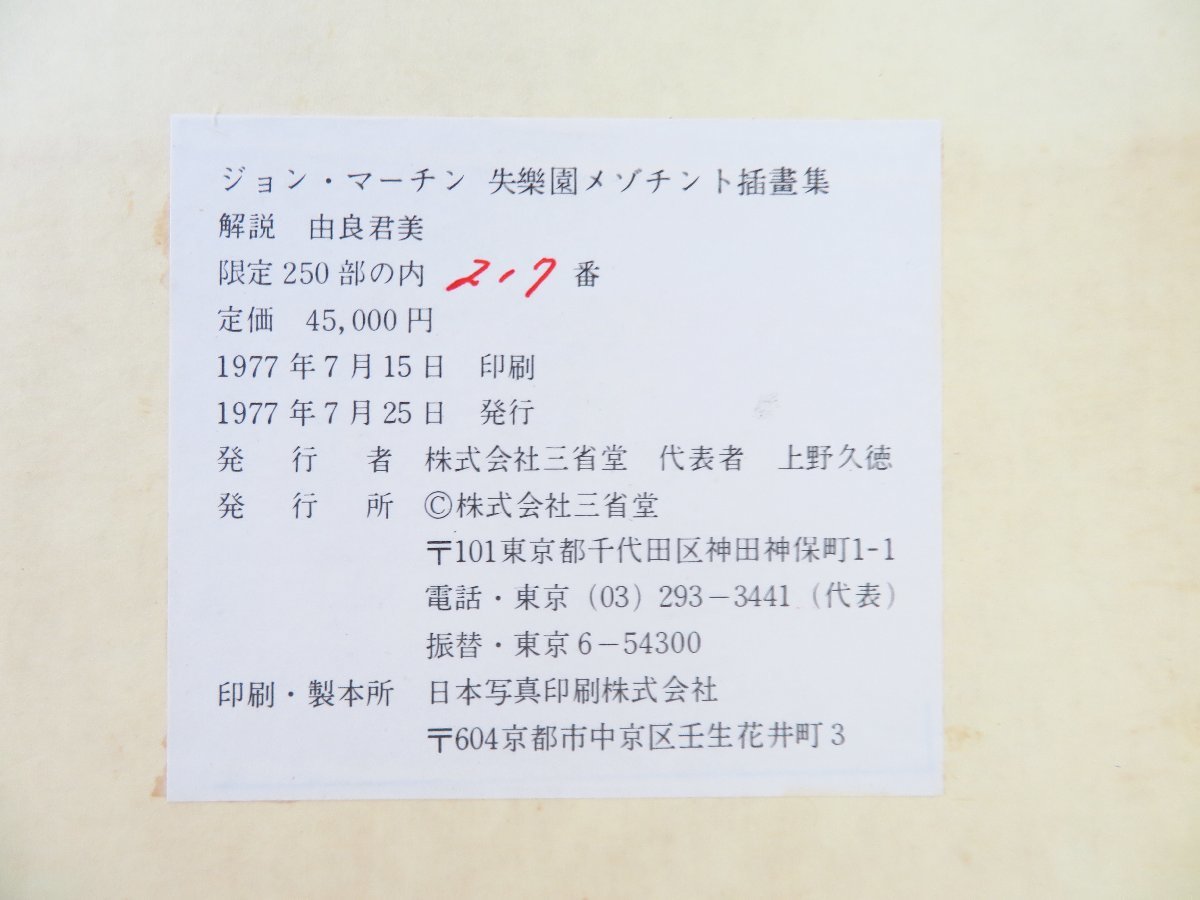 ジョン・マーチン 失樂園メゾチント插畫集
解説 由良君美
限定250部の内 217 番
定価 45,000円
1977年7月15日 印刷
1977年7月25日 発行
発行者 株式会社三省堂 代表者 上野久徳
発行所 ©株式会社三省堂
〒101東京都千代田区神田神保町1-1
電話・東京（03）293－3441（代表）
振替・東京6－54300
印刷・製本所 日本写真印刷株式会社
〒604京都市中京区壬生花井町3